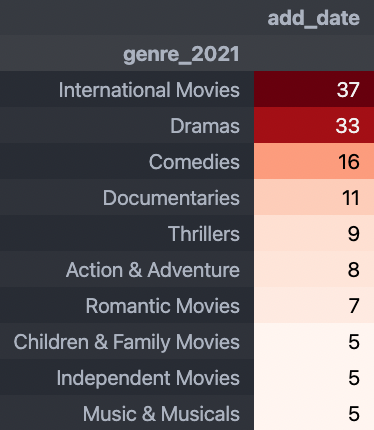 add_date
genre_2021
International Movies 37
Dramas 33
Comedies 16
Documentaries 11
Thrillers 9
Action & Adventure 8
Romantic Movies 7
Children & Family Movies 5
Independent Movies 5
Music & Musicals 5